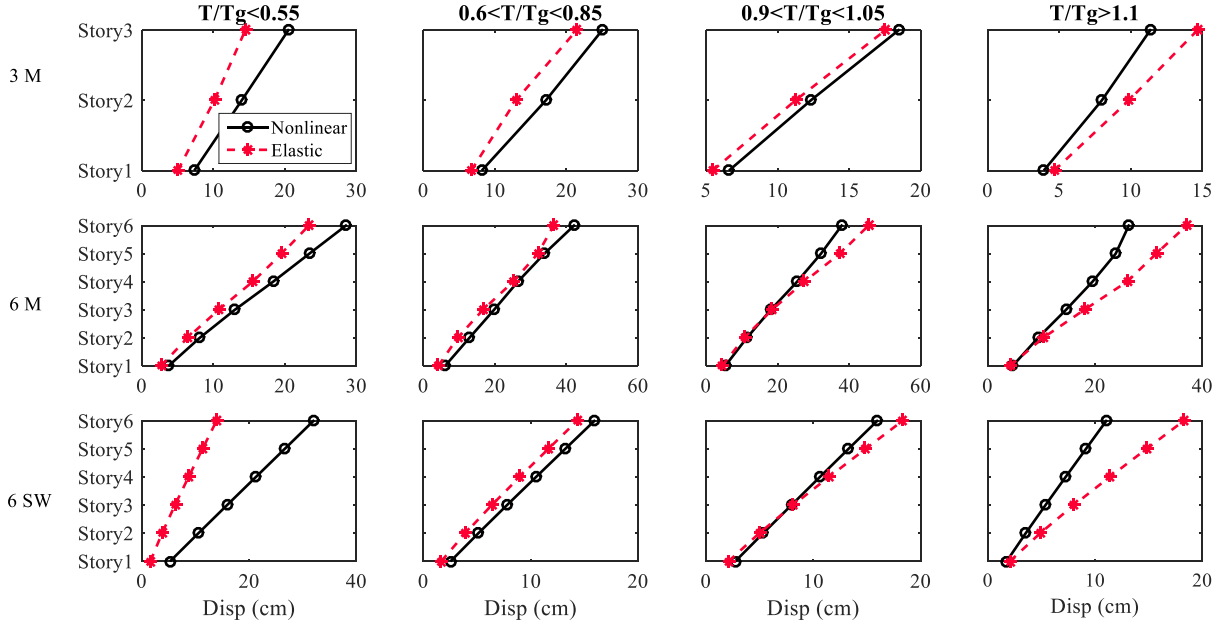 T/Tg<0.55 0.6<T/Tg<0.85 0.9<T/Tg<1.05 T/Tg>1.1
3 M
Story3
Story2
Story1
Nonlinear
Elastic
0 10 20 30
0 10 20 30
5 10 15 20
0 5 10 15
6 M
Story6
Story5
Story4
Story3
Story2
Story1
0 10 20 30
0 20 40 60
0 20 40 60
0 20 40
6 SW
Story6
Story5
Story4
Story3
Story2
Story1
0 20 40
0 10 20
0 10 20
0 10 20
Disp (cm) Disp (cm) Disp (cm) Disp (cm)